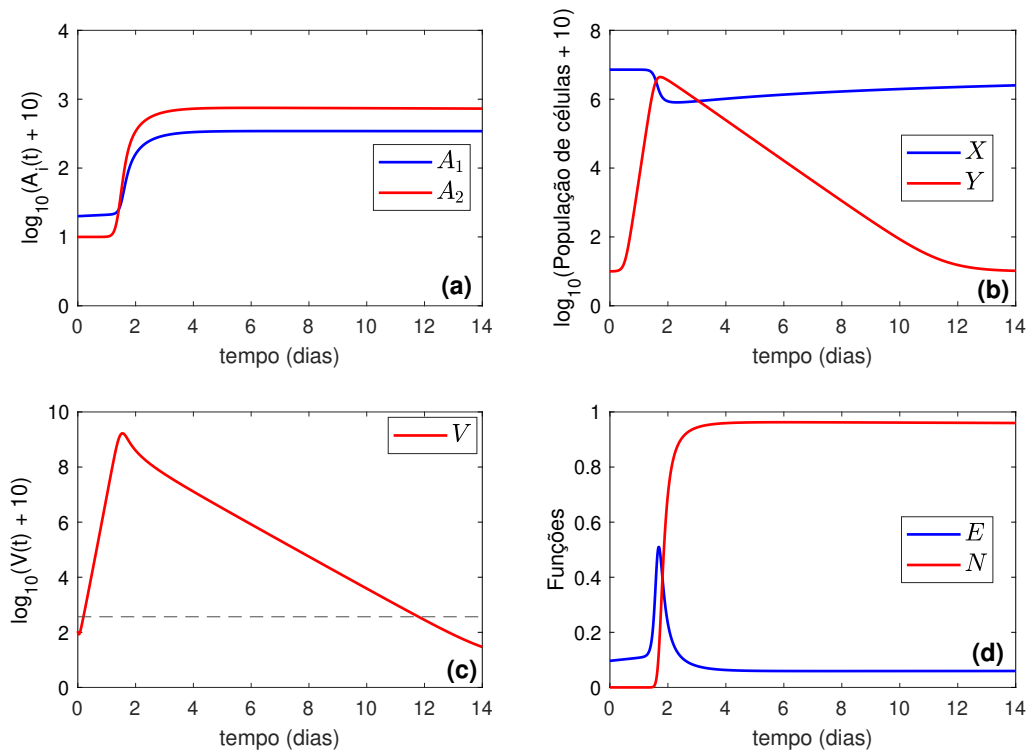 log10(Ai(t) + 10)
4
3
2
1
0
A1
A2
(a)
0 2 4 6 8 10 12 14
tempo (dias)
log10(População de células + 10)
8
6
4
2
0
X
Y
(b)
0 2 4 6 8 10 12 14
tempo (dias)
log10(V(t) + 10)
10
8
6
4
2
0
V
(c)
0 2 4 6 8 10 12 14
tempo (dias)
Funções
1
0.8
0.6
0.4
0.2
0
E
N
(d)
0 2 4 6 8 10 12 14
tempo (dias)